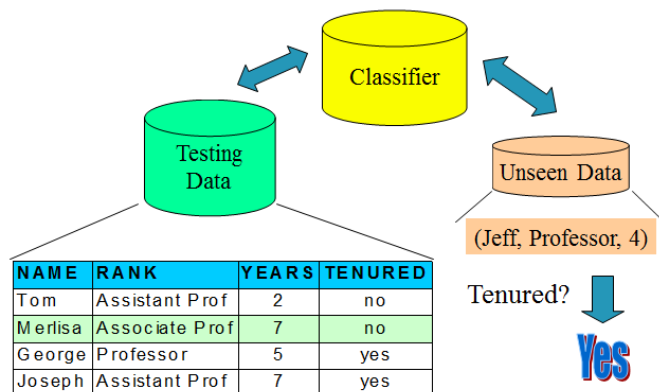 Classifier
Testing
Data
Unseen Data
(Jeff, Professor, 4)
NAME RANK YEARS TENURED
Tom Assistant Prof 2 no
Merlisa Associate Prof 7 no
George Professor 5 yes
Joseph Assistant Prof 7 yes
Tenured?
Yes